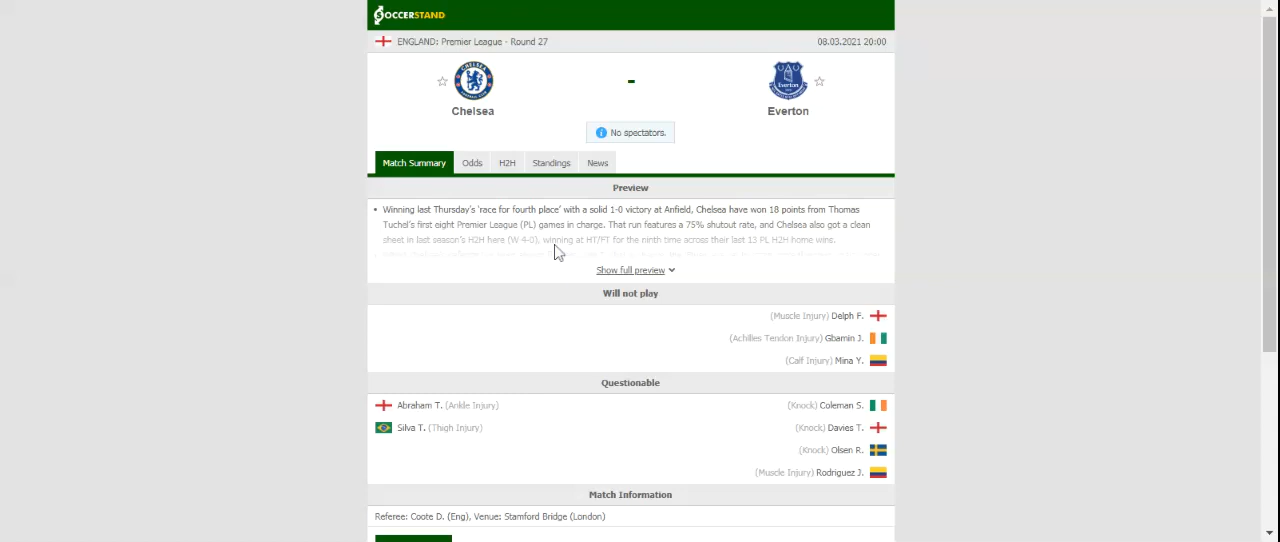 SOCCERSTAND
ENGLAND: Premier League - Round 27 08.03.2021 20:00
CHELSEA
Everton
-
Chelsea Everton
No spectators.
Match Summary Odds H2H Standings News
Preview
• Winning last Thursday's 'race for fourth place' with a solid 1-0 victory at Anfield, Chelsea have won 18 points from Thomas
Tuchel's first eight Premier League (PL) games in charge. That run features a 75% shutout rate, and Chelsea also got a clean
sheet in last season's H2H here (W 4-0), winning at HT/FT for the ninth time across their last 13 PL H2H home wins.
Show full preview
Will not play
(Muscle Injury) Delph F.
(Achilles Tendon Injury) Gbamin J.
(Calf Injury) Mina Y.
Questionable
Abraham T. (Ankle Injury) (Knock) Coleman S.
Silva T. (Thigh Injury) (Knock) Davies T.
(Knock) Olsen R.
(Muscle Injury) Rodriguez J.
Match Information
Referee: Coote D. (Eng), Venue: Stamford Bridge (London)